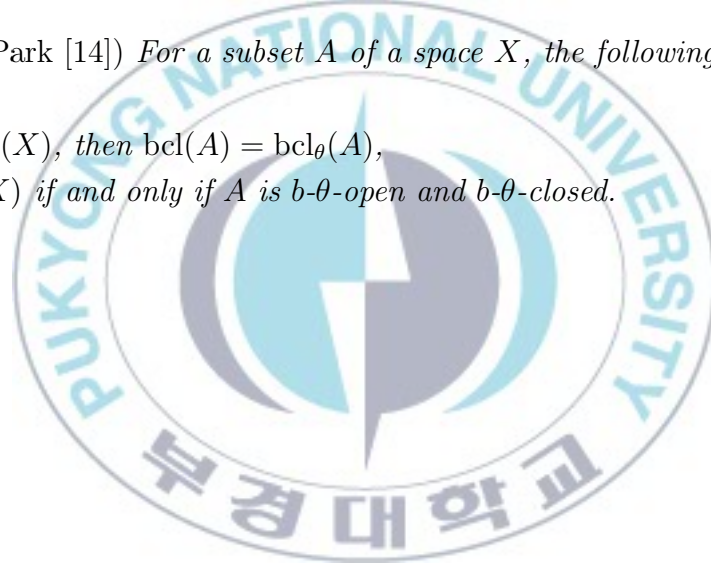 Park [14]) For a subset A of a space X, the following
(X), then bcl(A) = bclθ(A),
X) if and only if A is b-θ-open and b-θ-closed.
PUKYONG NATIONAL UNIVERSITY
부경대학교